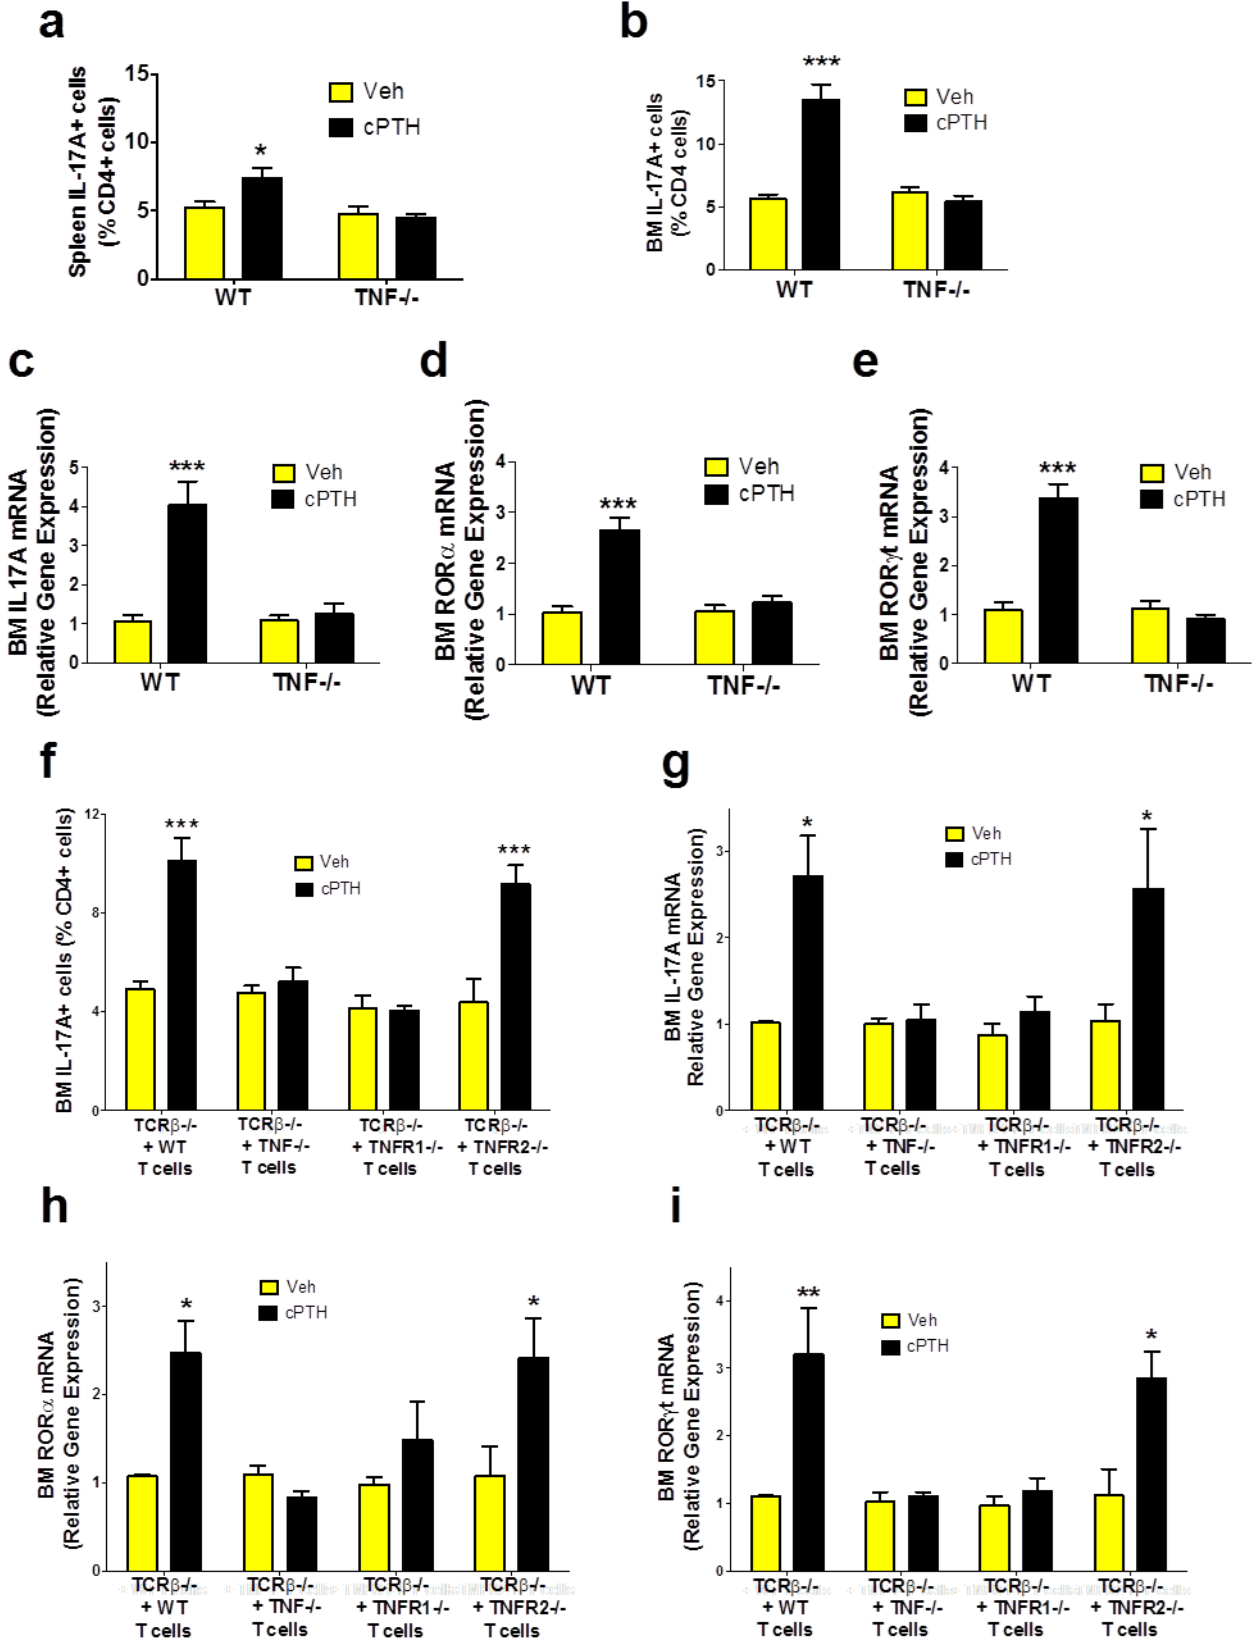 a
Spleen IL-17A+ cells
(% CD4+ cells)
15
10
5
0
*
Veh
cPTH
WT
TNF-/-
b
BM IL-17A+ cells
(% CD4 cells)
15
10
5
0
***
Veh
cPTH
WT
TNF-/-
c
BM IL17A mRNA
(Relative Gene Expression)
5
4
3
2
1
0
***
Veh
cPTH
WT
TNF-/-
d
BM RORα mRNA
(Relative Gene Expression)
4
3
2
1
0
***
Veh
cPTH
WT
TNF-/-
e
BM RORγt mRNA
(Relative Gene Expression)
4
3
2
1
0
***
Veh
cPTH
WT
TNF-/-
f
BM IL-17A+ cells (% CD4+ cells)
12
8
4
0
***
***
Veh
cPTH
TCRβ-/- TCRβ-/- TCRβ-/- TCRβ-/-
+ WT + TNF-/- + TNFR1-/- + TNFR2-/-
T cells T cells T cells T cells
g
BM IL-17A mRNA
Relative Gene Expression)
3
2
1
0
*
*
Veh
cPTH
TCRβ-/- TCRβ-/- TCRβ-/- TCRβ-/-
+ WT + TNF-/- + TNFR1-/- + TNFR2-/-
T cells T cells T cells T cells
h
BM RORα mRNA
(Relative Gene Expression)
3
2
1
0
*
*
Veh
cPTH
TCRβ-/- TCRβ-/- TCRβ-/- TCRβ-/-
+ WT + TNF-/- + TNFR1-/- + TNFR2-/-
T cells T cells T cells T cells
i
BM RORγt mRNA
(Relative Gene Expression)
4
3
2
1
0
**
*
Veh
cPTH
TCRβ-/- TCRβ-/- TCRβ-/- TCRβ-/-
+ WT + TNF-/- + TNFR1-/- + TNFR2-/-
T cells T cells T cells T cells